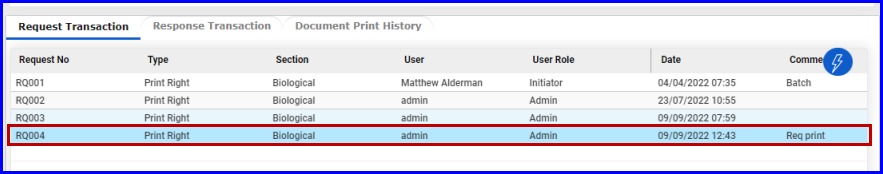 Request Transaction Response Transaction Document Print History
Request No Type Section User User Role Date Comme
RQ001 Print Right Biological Matthew Alderman Initiator 04/04/2022 07:35 Batch
RQ002 Print Right Biological admin Admin 23/07/2022 10:55
RQ003 Print Right Biological admin Admin 09/09/2022 07:59
RQ004 Print Right Biological admin Admin 09/09/2022 12:43 Req print